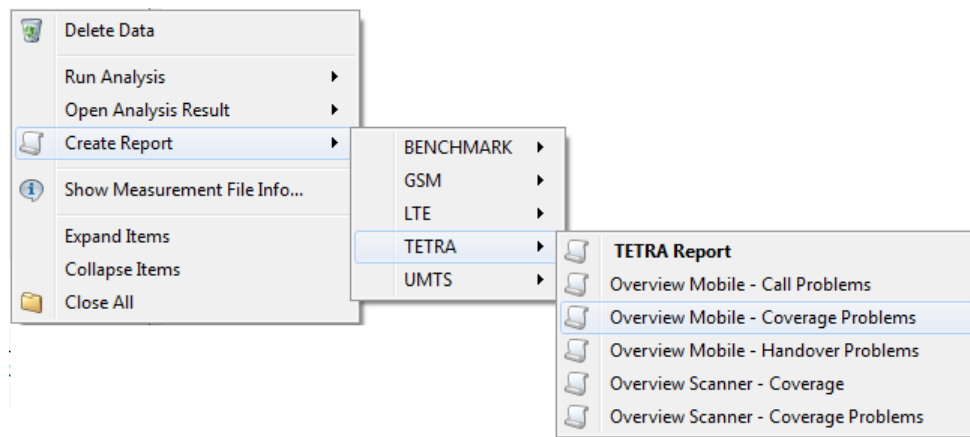 Delete Data
Run Analysis
Open Analysis Result
Create Report
Show Measurement File Info...
Expand Items
Collapse Items
Close All
BENCHMARK
GSM
LTE
TETRA
UMTS
TETRA Report
Overview Mobile - Call Problems
Overview Mobile - Coverage Problems
Overview Mobile - Handover Problems
Overview Scanner - Coverage
Overview Scanner - Coverage Problems